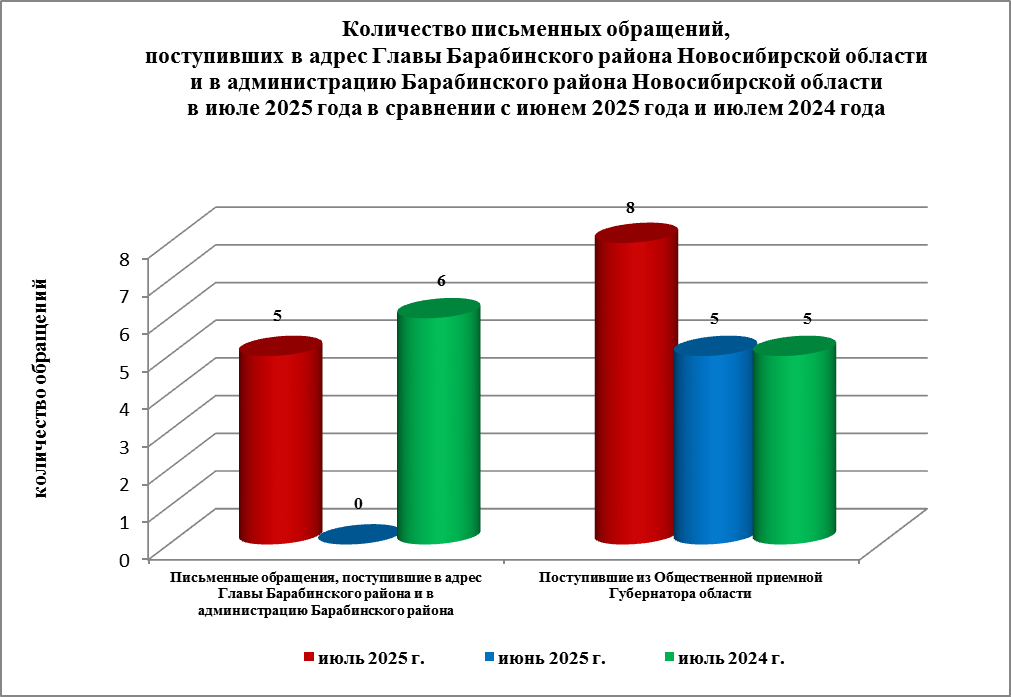 Количество письменных обращений,
поступивших в адрес Главы Барабинского района Новосибирской области
и в администрацию Барабинского района Новосибирской области
в июле 2025 года в сравнении с июнем 2025 года и июлем 2024 года
количество обращений
8
7
6
5
4
3
2
1
0
5
0
6
8
5
5
Письменные обращения, поступившие в адрес
Главы Барабинского района и в
администрацию Барабинского района
Поступившие из Общественной приемной
Губернатора области
июль 2025 г.
июнь 2025 г.
июль 2024 г.